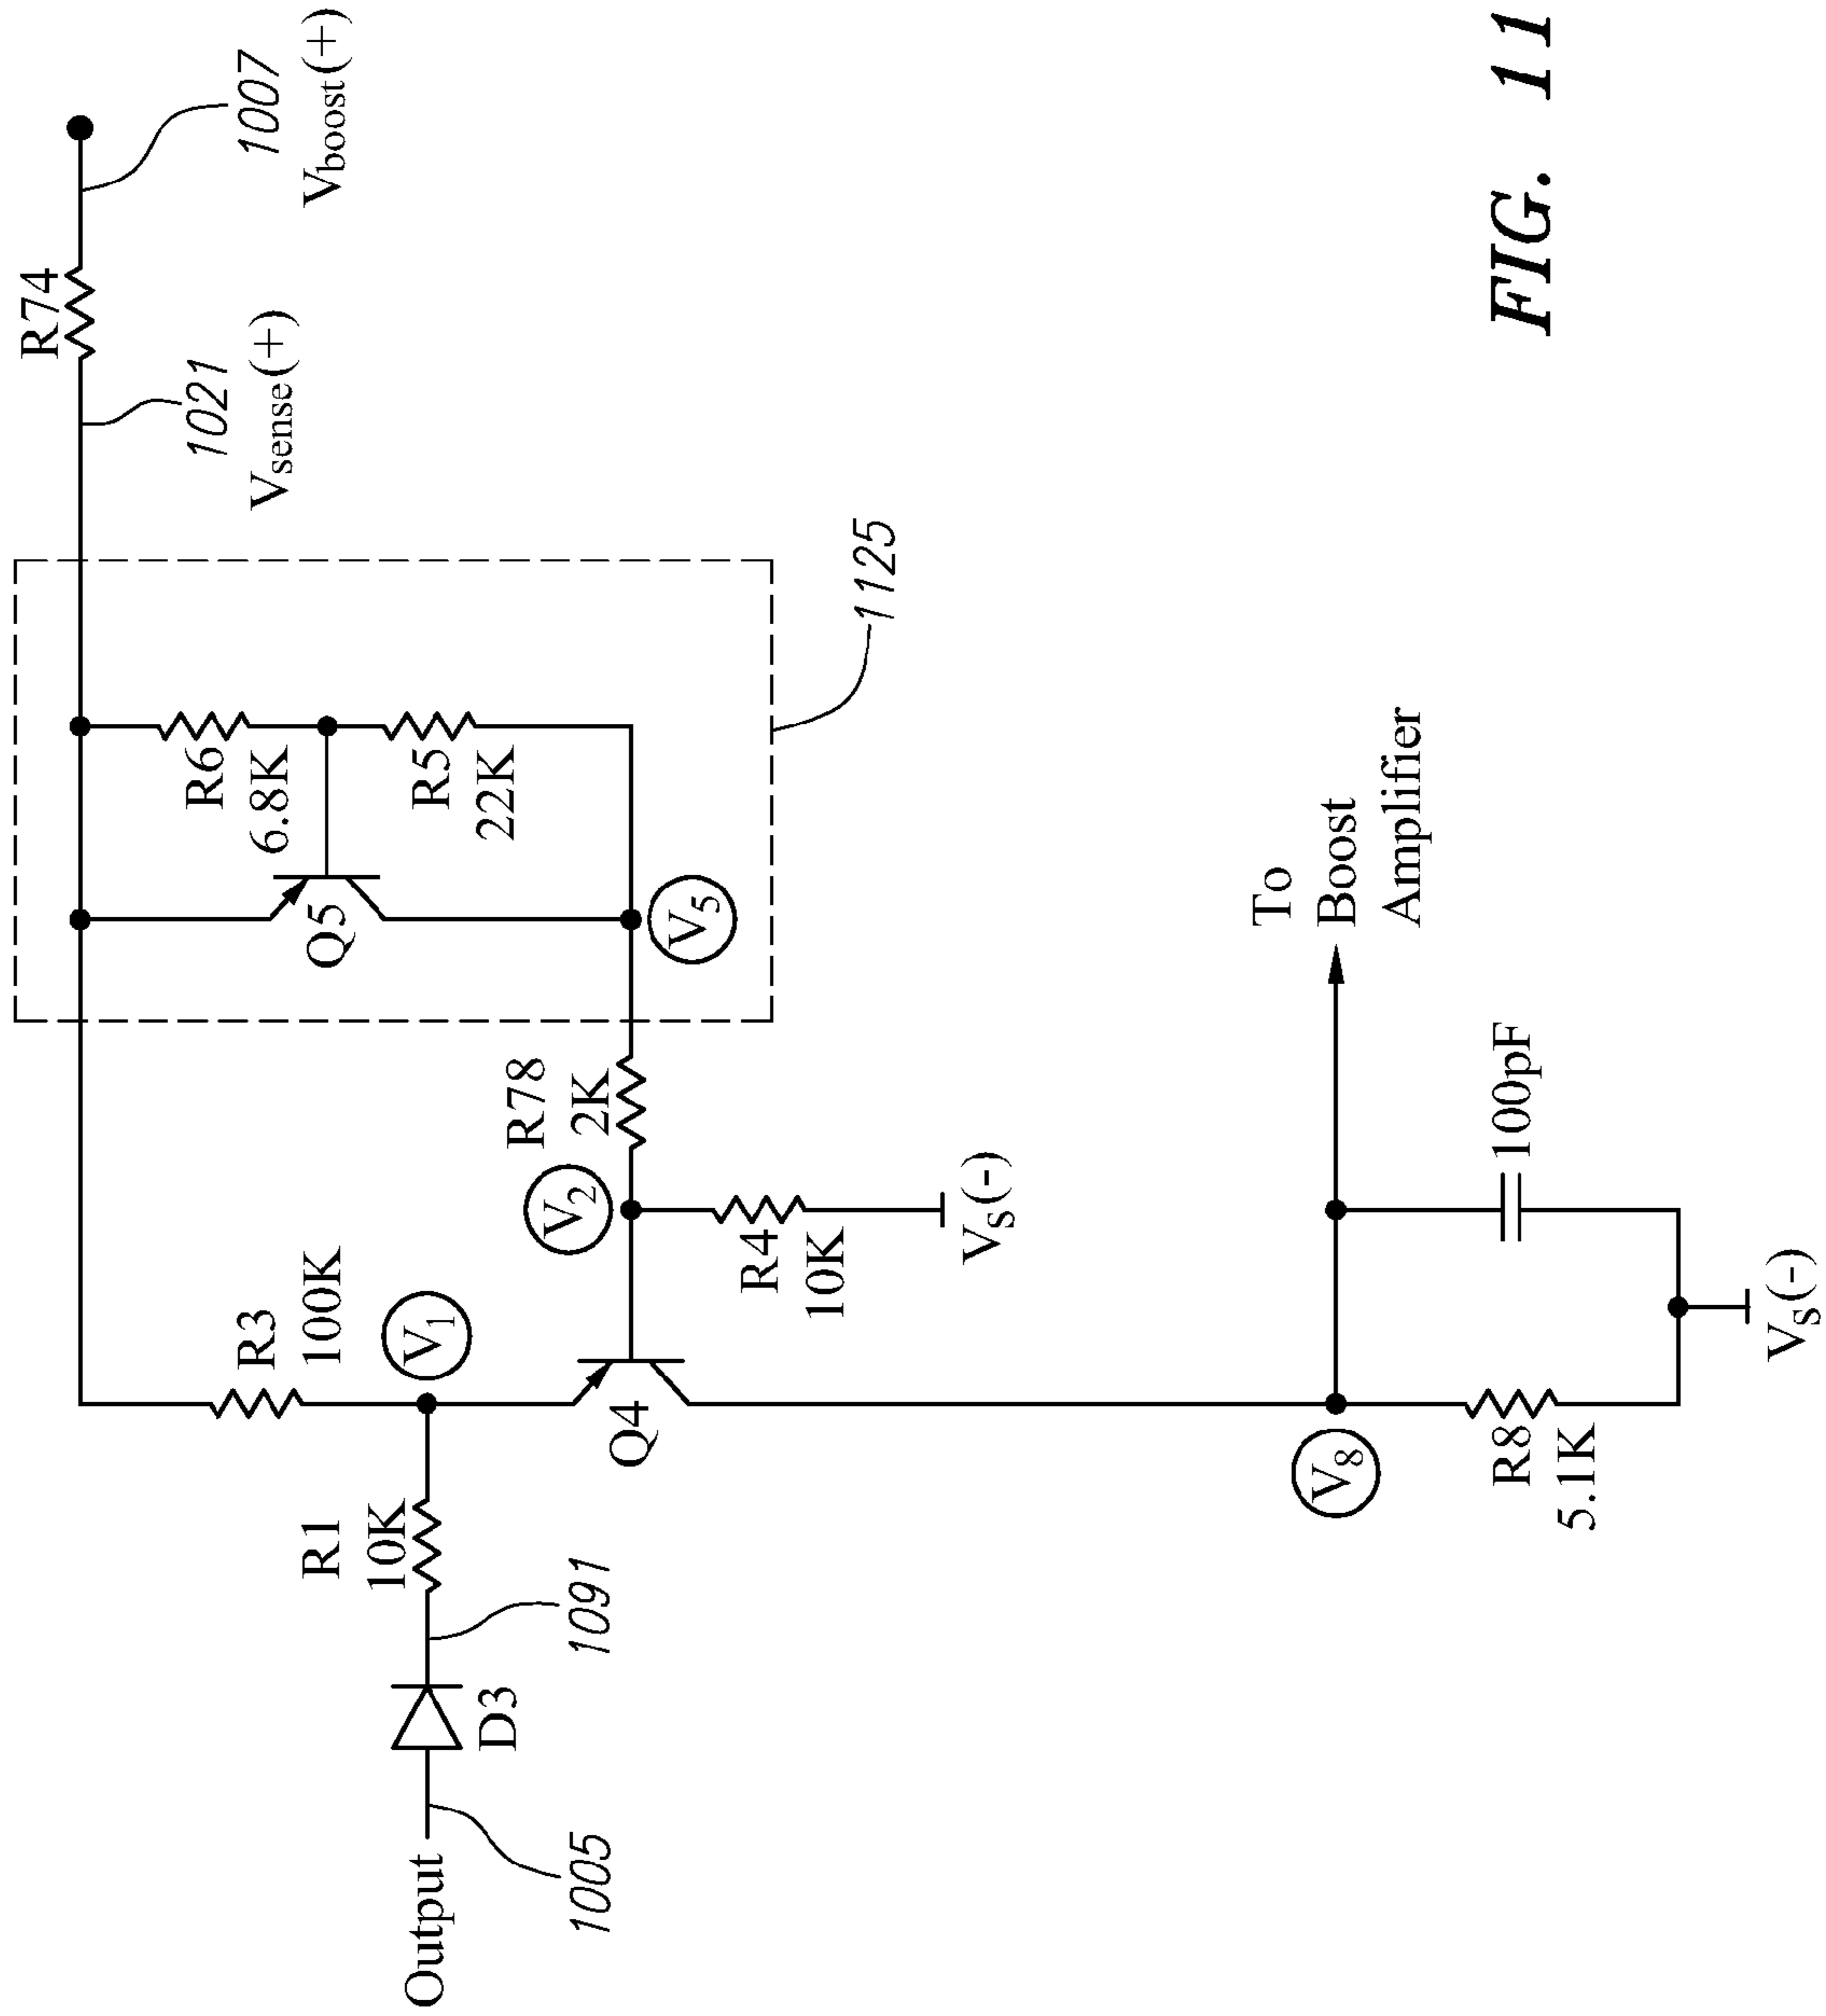 R74
1007
Vboost(+)
1021
Vsense(+)
R6
6.8K
Q5
R5
22K
V5
1125
R3
100K
V1
R78
2K
V2
R1
10K
1091
D3
Output
1005
Q4
R4
10K
VS(-)
To
Boost
Amplifier
V8
R8
5.1K
100pF
VS(-)
FIG. 11